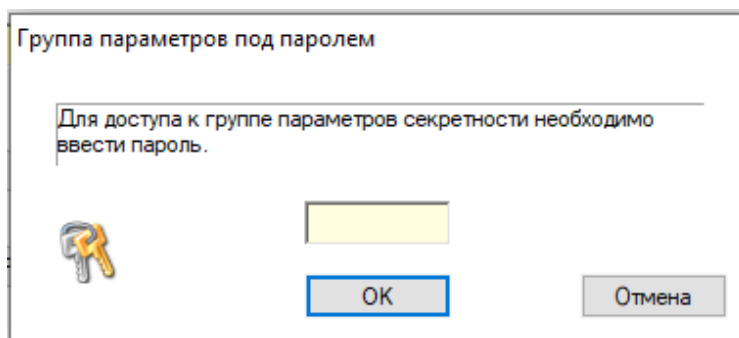 Группа параметров под паролем
Для доступа к группе параметров секретности необходимо
ввести пароль.
OK
Отмена